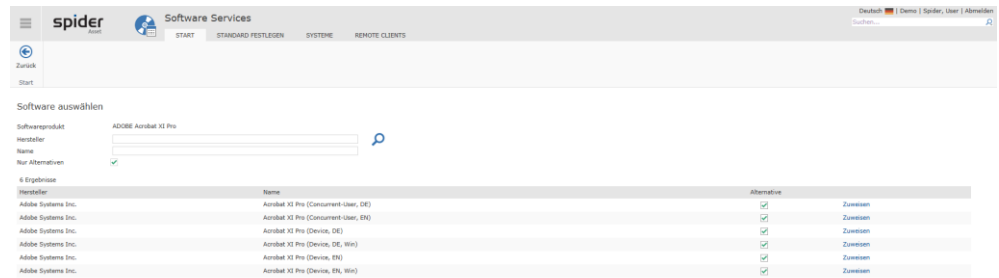 Deutsch | Demo | Spider, User | Abmelden
spider
Asset
Software Services
Suchen...
START STANDARD FESTLEGEN SYSTEME REMOTE CLIENTS
Zurück
Start
Software auswählen
Softwareprodukt ADOBE Acrobat XI Pro
Hersteller
Name
Nur Alternativen
6 Ergebnisse
Hersteller Name Alternative
Adobe Systems Inc. Acrobat XI Pro (Concurrent-User, DE) Zuweisen
Adobe Systems Inc. Acrobat XI Pro (Concurrent-User, EN) Zuweisen
Adobe Systems Inc. Acrobat XI Pro (Device, DE) Zuweisen
Adobe Systems Inc. Acrobat XI Pro (Device, DE, Win) Zuweisen
Adobe Systems Inc. Acrobat XI Pro (Device, EN) Zuweisen
Adobe Systems Inc. Acrobat XI Pro (Device, EN, Win) Zuweisen